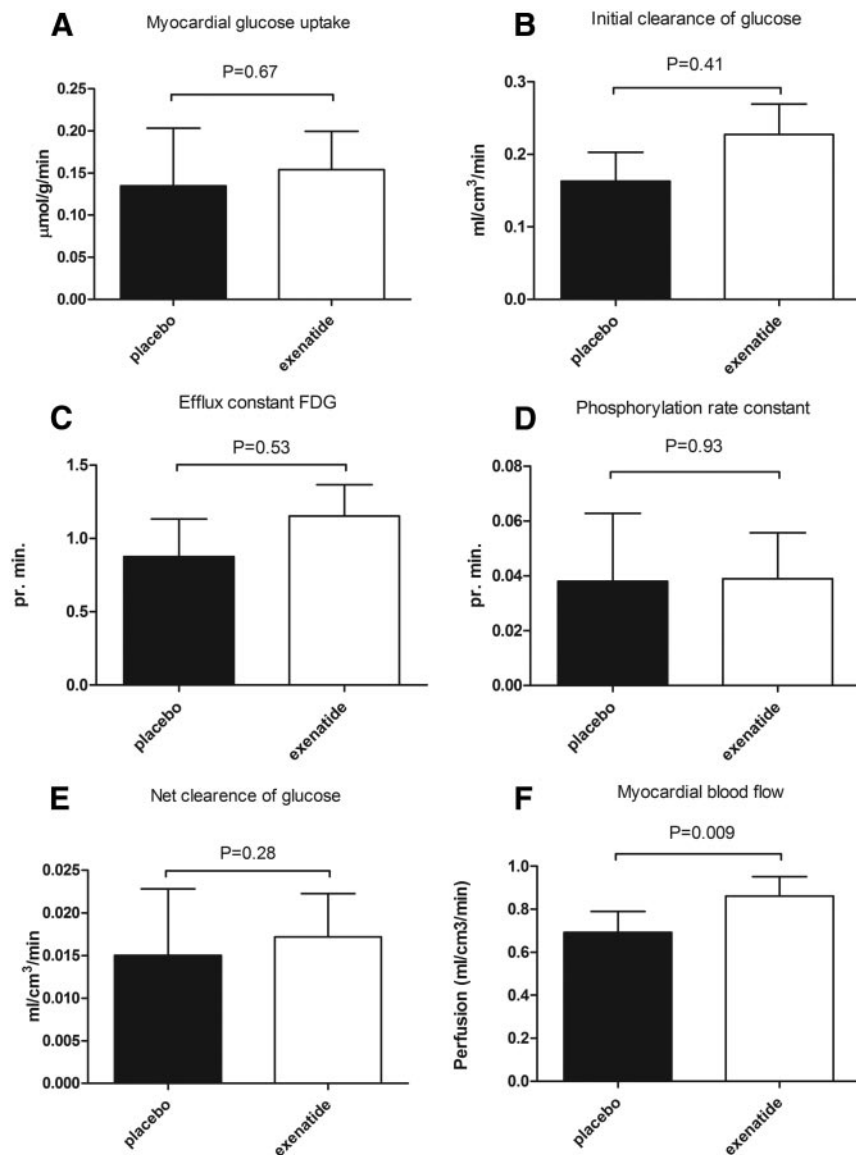 A
Myocardial glucose uptake
P=0.67
μmol/g/min
0.25
0.20
0.15
0.10
0.05
0.00
placebo
exenatide
B
Initial clearance of glucose
P=0.41
ml/cm³/min
0.3
0.2
0.1
0.0
placebo
exenatide
C
Efflux constant FDG
P=0.53
pr. min.
1.5
1.0
0.5
0.0
placebo
exenatide
D
Phosphorylation rate constant
P=0.93
pr. min.
0.08
0.06
0.04
0.02
0.00
placebo
exenatide
E
Net clearence of glucose
P=0.28
ml/cm³/min
0.025
0.020
0.015
0.010
0.005
0.000
placebo
exenatide
F
Myocardial blood flow
P=0.009
Perfusion (ml/cm3/min)
1.0
0.8
0.6
0.4
0.2
0.0
placebo
exenatide